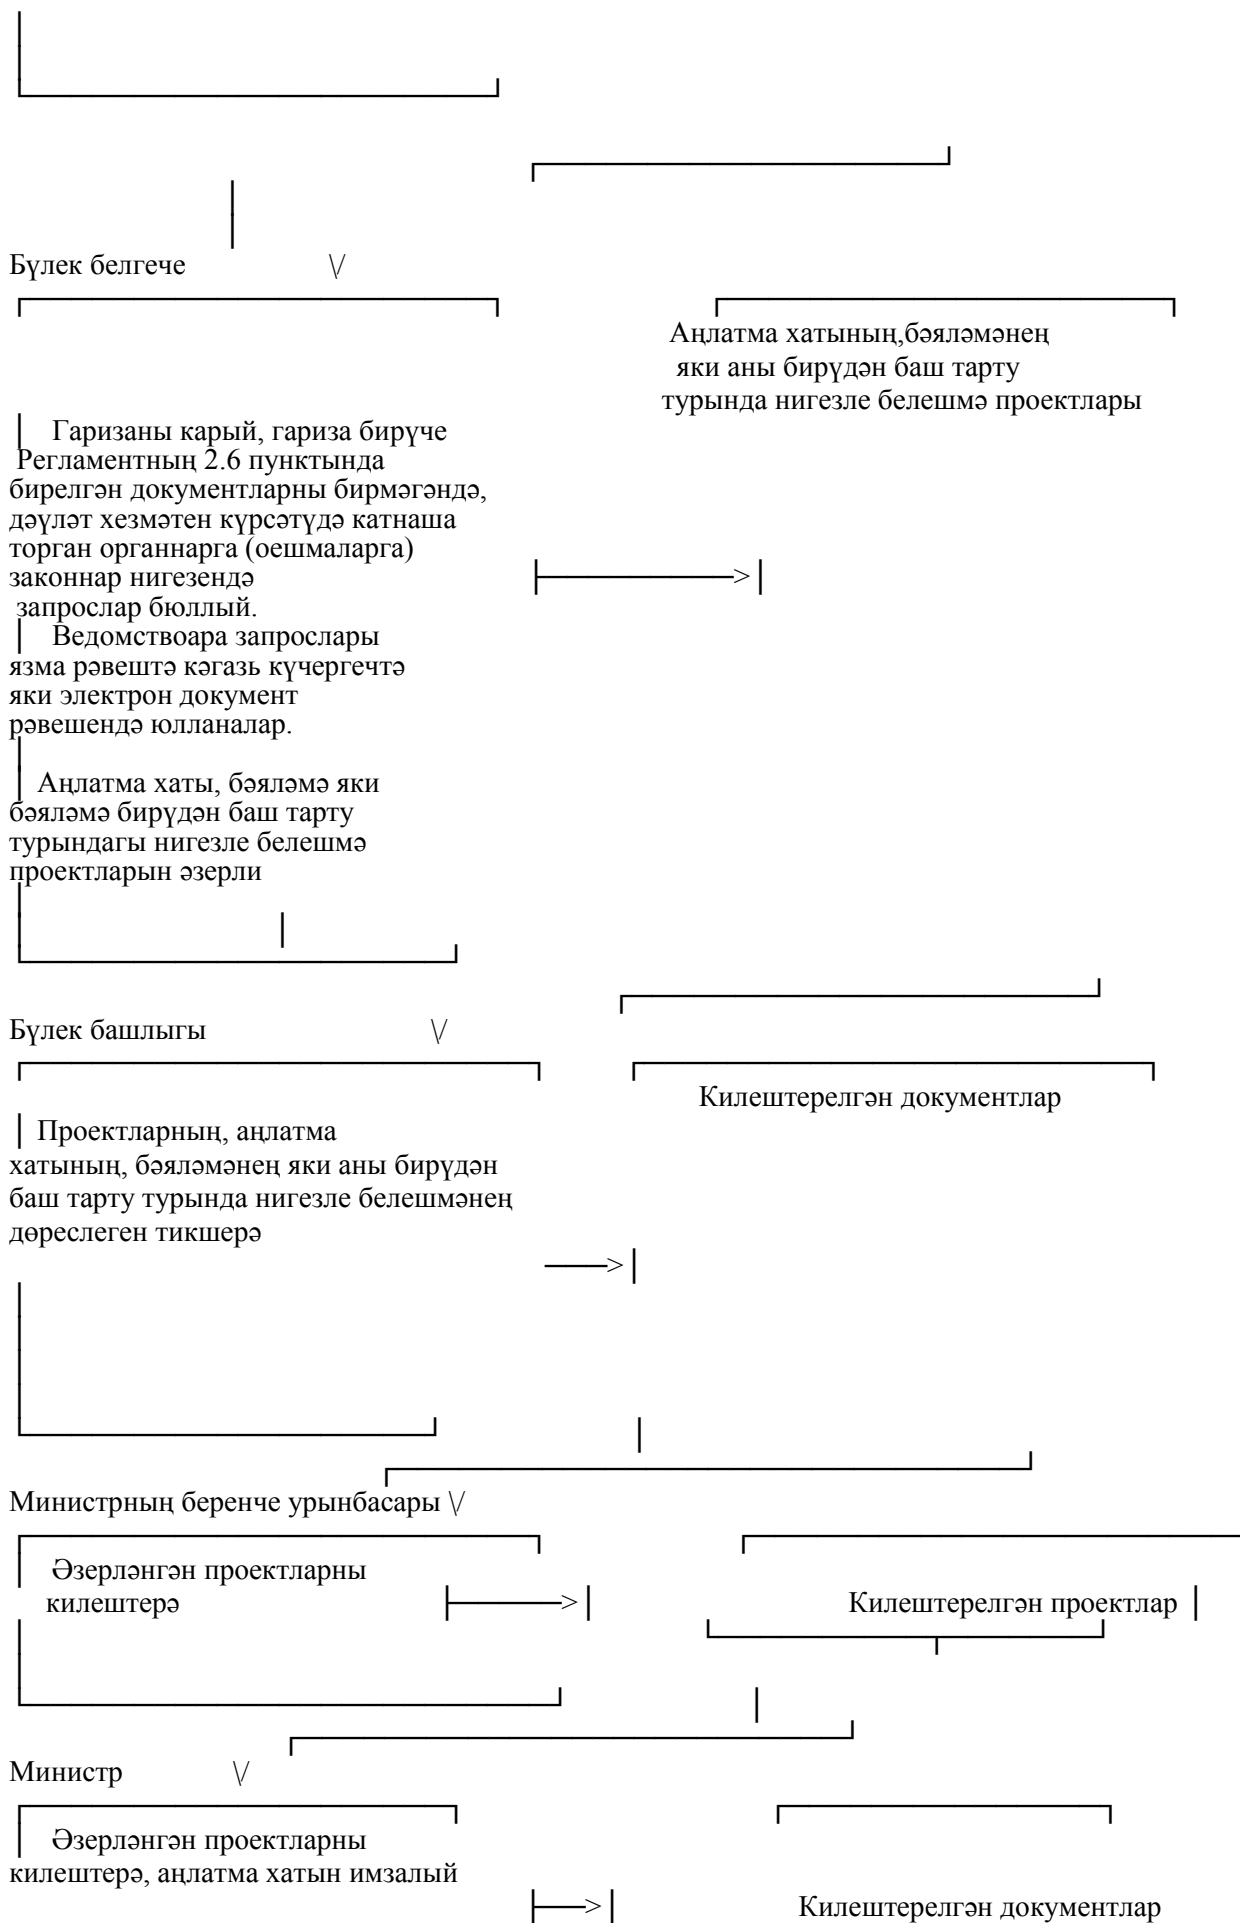 Бүлек белгече \/
Аңлатма хатының,бәяләмәнең
яки аны бирүдән баш тарту
турында нигезле белешмә проектлары
Гаризаны карый, гариза бирүче
Регламентның 2.6 пунктында
бирелгән документларны бирмәгәндә,
дәүләт хезмәтен күрсәтүдә катнаша
торган органнарга (оешмаларга)
законнар нигезендә
запрослар бюллый.
Ведомствоара запрослары
язма рәвештә кәгазь күчергечтә
яки электрон документ
рәвешендә юлланалар.
Аңлатма хаты, бәяләмә яки
бәяләмә бирүдән баш тарту
турындагы нигезле белешмә
проектларын әзерли
Бүлек башлыгы \/
Килештерелгән документлар
Проектларның, аңлатма
хатының, бәяләмәнең яки аны бирүдән
баш тарту турында нигезле белешмәнең
дөреслеген тикшерә
Министрның беренче урынбасары \/
Әзерләнгән проектларны
килештерә
Килештерелгән проектлар
Министр \/
Әзерләнгән проектларны
килештерә, аңлатма хатын имзалый
Килештерелгән документлар